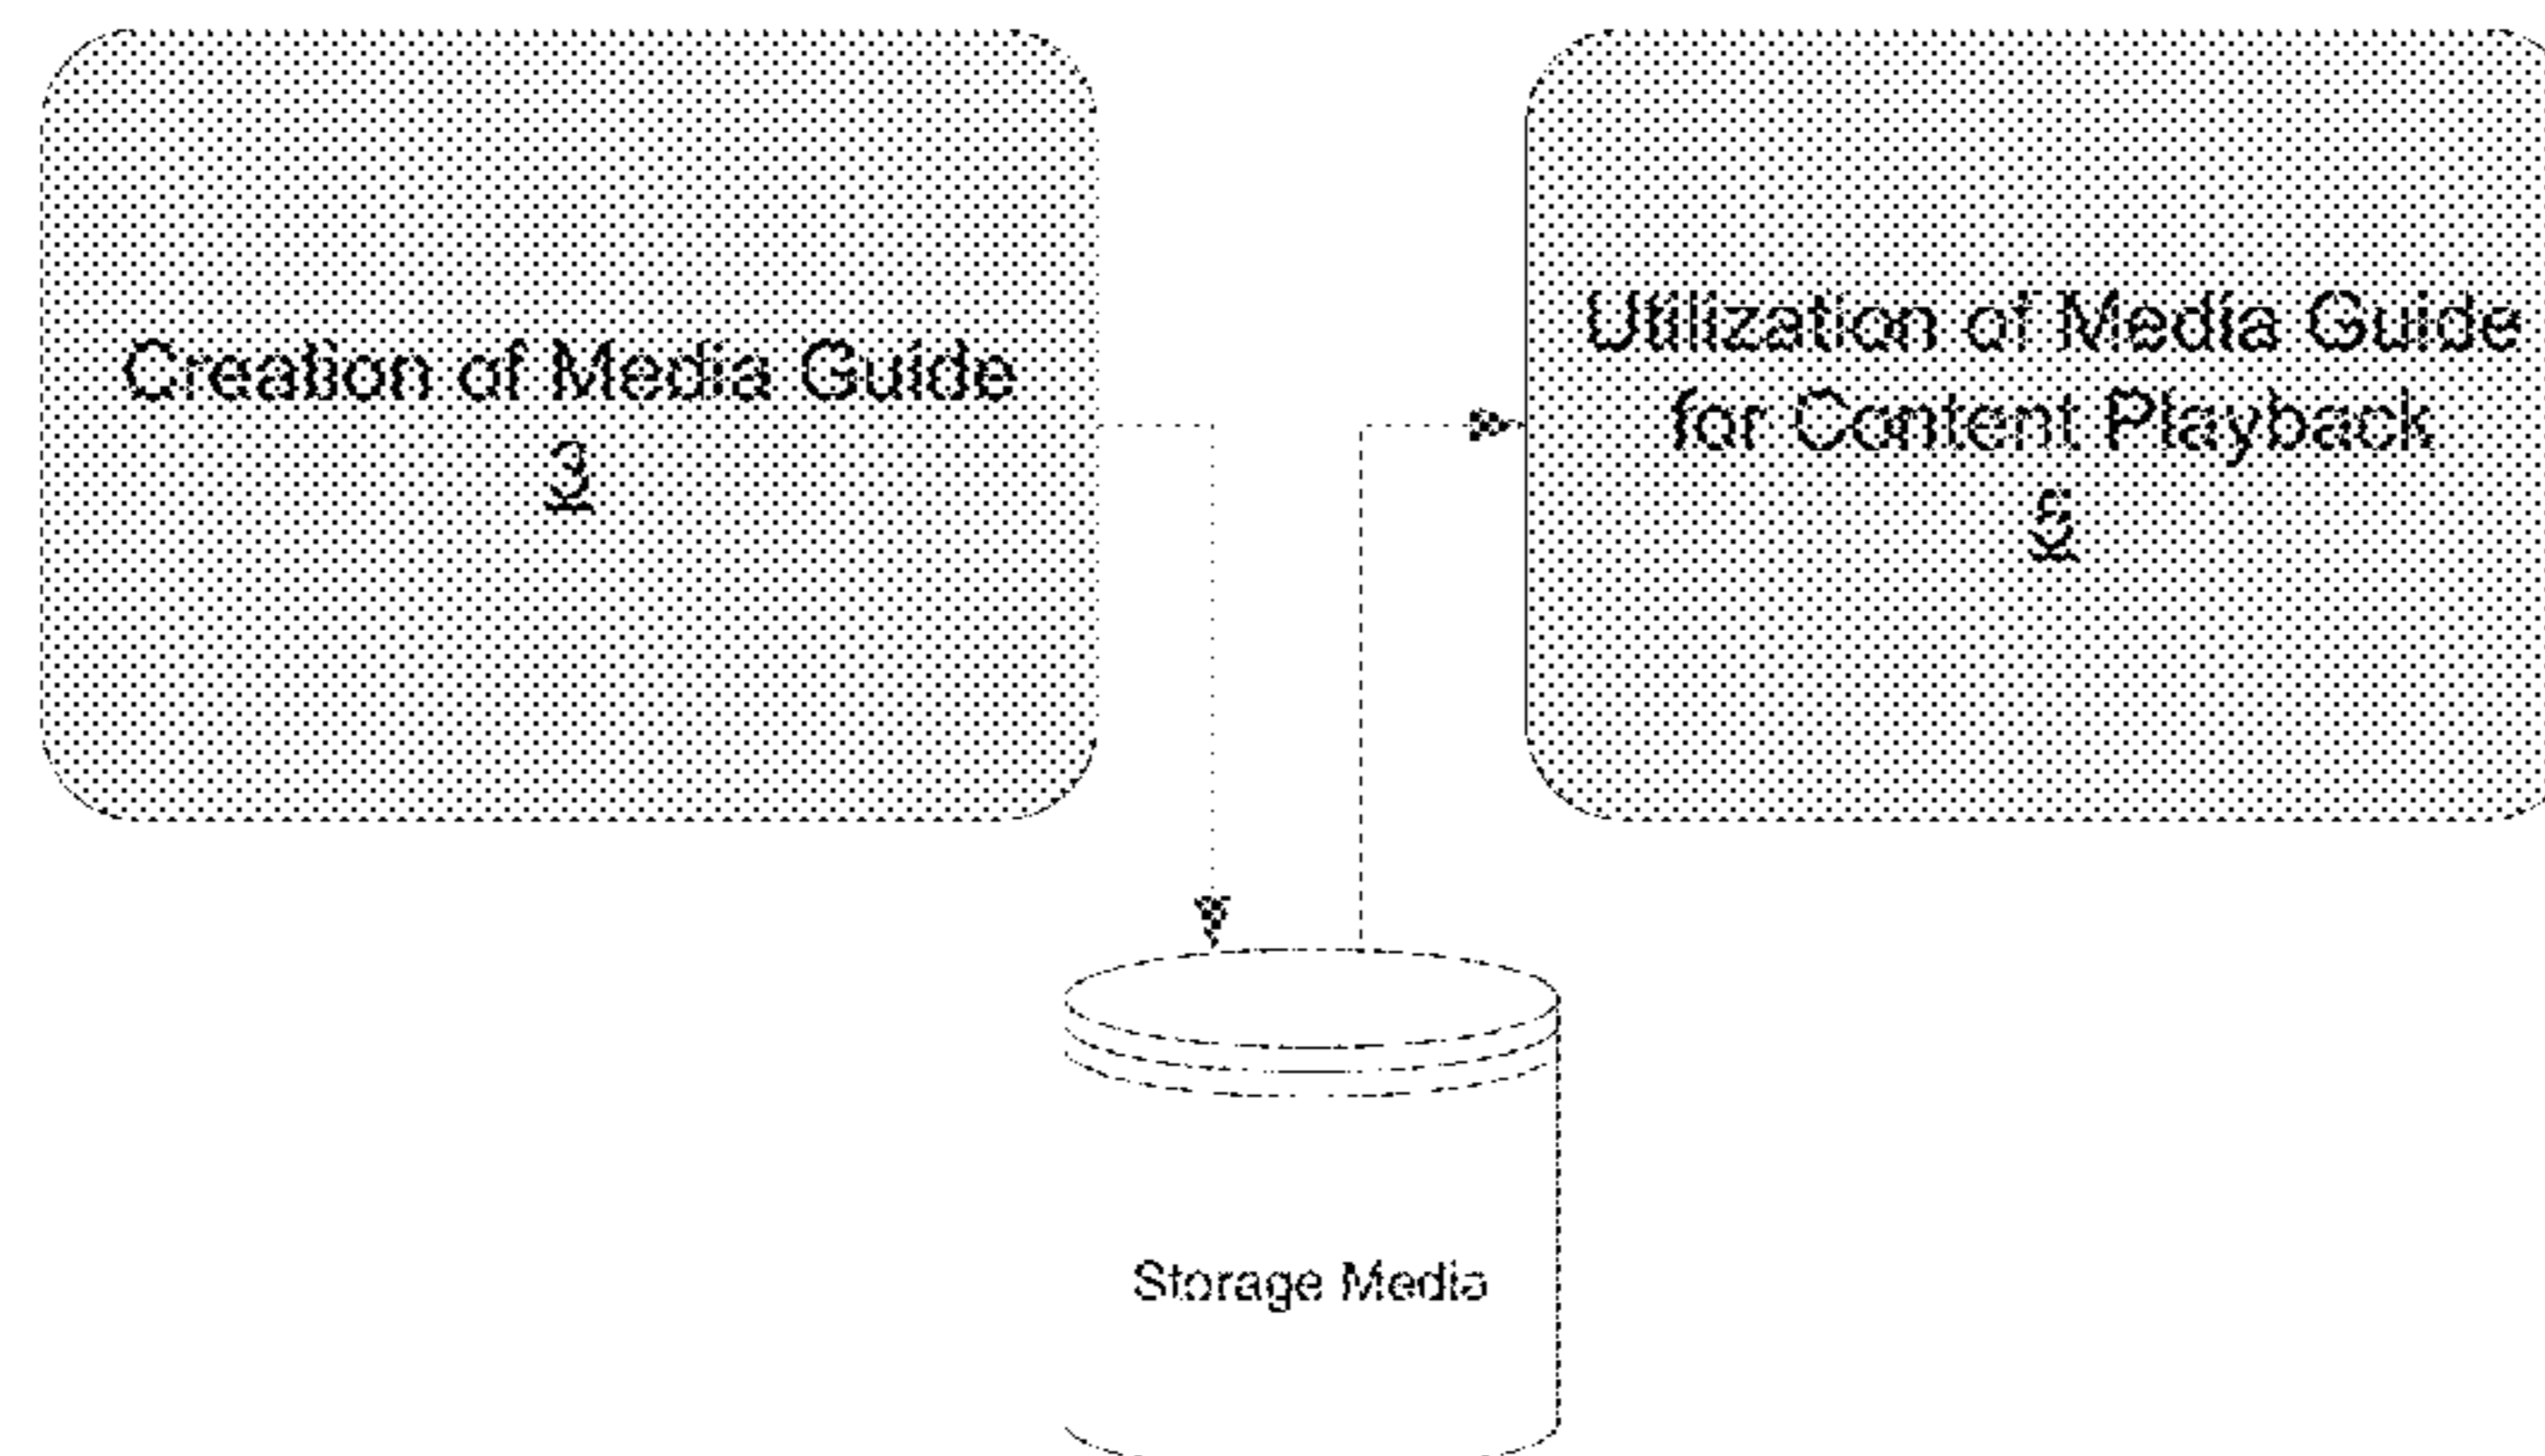 Creation of Media Guide
3
Utilization of Media Guide
for Content Playback
5
Storage Media